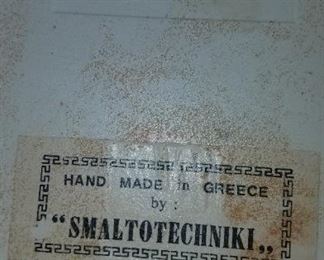 HAND MADE in GREECE
by :
“SMALTOTECHNIKI„